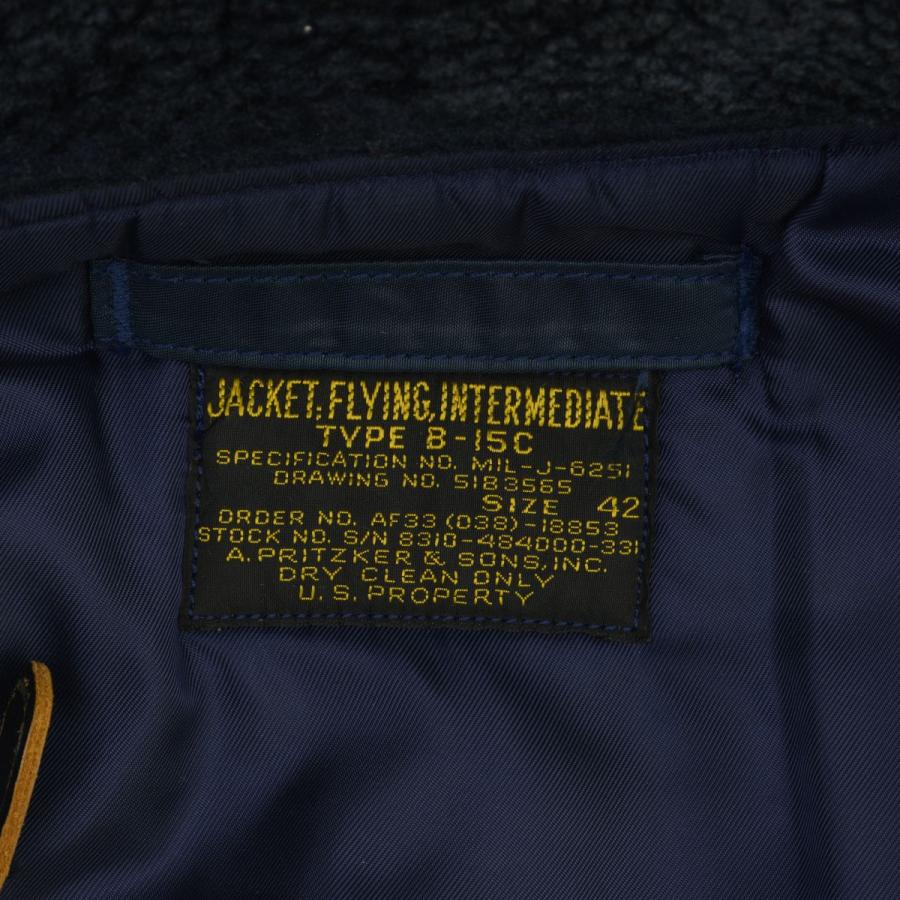 JACKET, FLYING, INTERMEDIATE
TYPE B-15C
SPECIFICATION NO. MIL-J-6251
DRAWING NO. 51B3565
SIZE 42
ORDER NO. AF33 (038)-18853
STOCK NO. S/N 8310-484000-331
A. PRITZKER & SONS, INC.
DRY CLEAN ONLY
U. S. PROPERTY